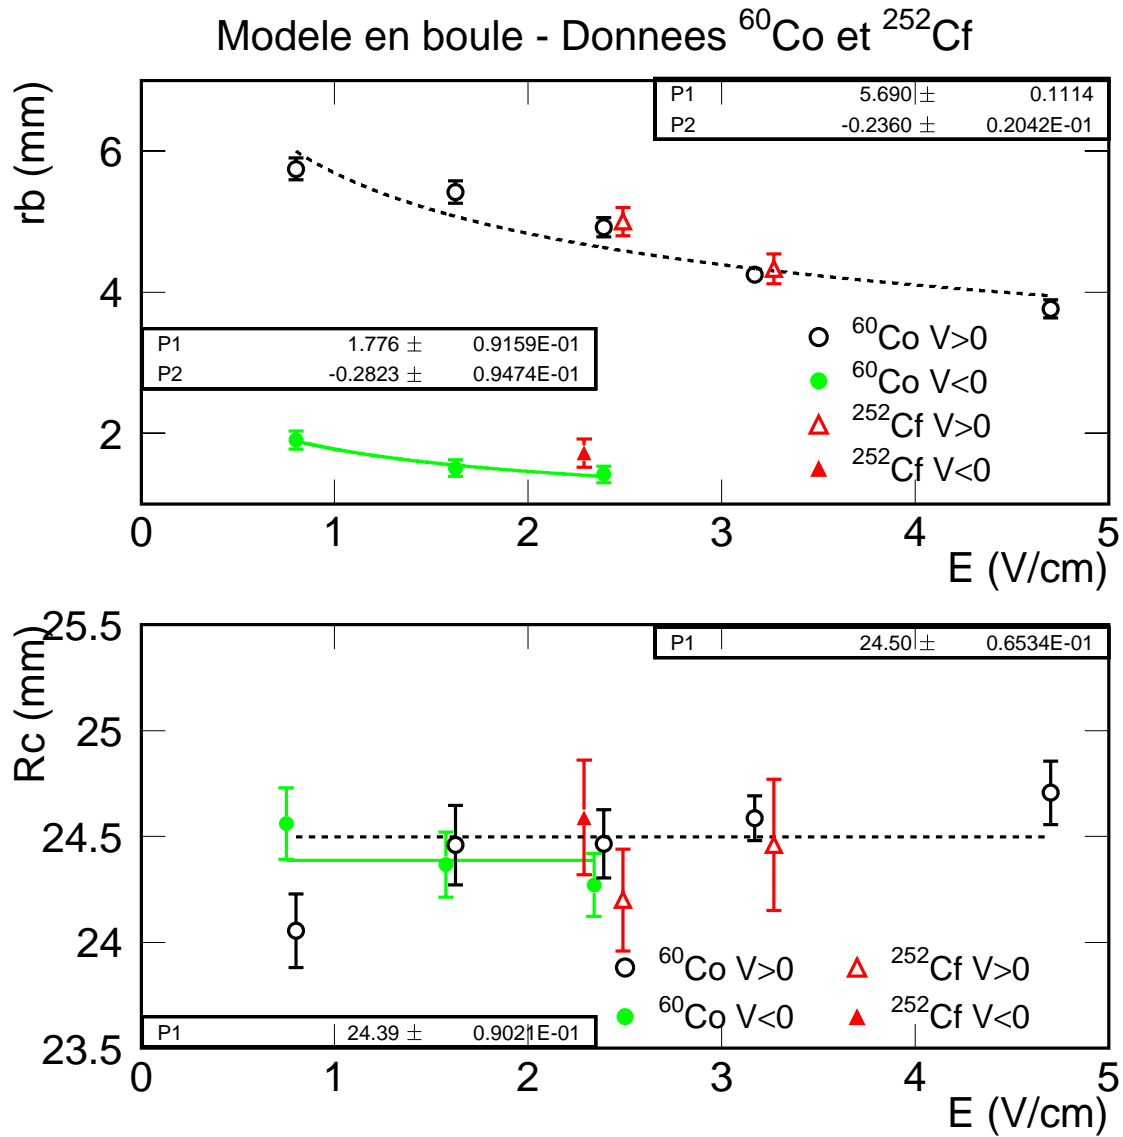 Modele en boule - Donnees ⁶⁰Co et ²⁵²Cf
rb (mm)
P1 5.690 ± 0.1114
P2 -0.2360 ± 0.2042E-01
6
4
2
P1 1.776 ± 0.9159E-01
P2 -0.2823 ± 0.9474E-01
⁶⁰Co V>0
⁶⁰Co V<0
²⁵²Cf V>0
²⁵²Cf V<0
0 1 2 3 4 5
E (V/cm)
Rc (mm)
25.5
25
24.5
24
23.5
P1 24.50 ± 0.6534E-01
⁶⁰Co V>0 ²⁵²Cf V>0
⁶⁰Co V<0 ²⁵²Cf V<0
P1 24.39 ± 0.9021E-01
0 1 2 3 4 5
E (V/cm)